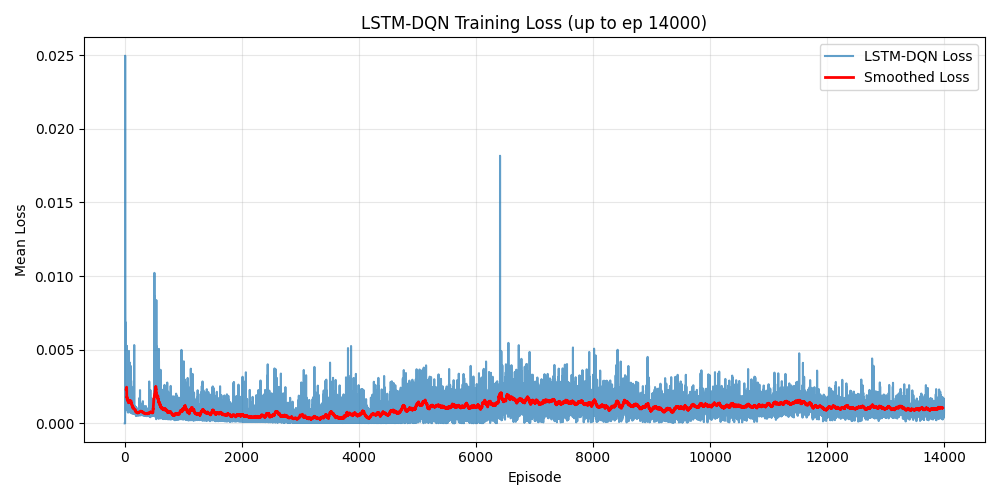 LSTM-DQN Training Loss (up to ep 14000)
LSTM-DQN Loss
Smoothed Loss
Mean Loss
0.025
0.020
0.015
0.010
0.005
0.000
0 2000 4000 6000 8000 10000 12000 14000
Episode